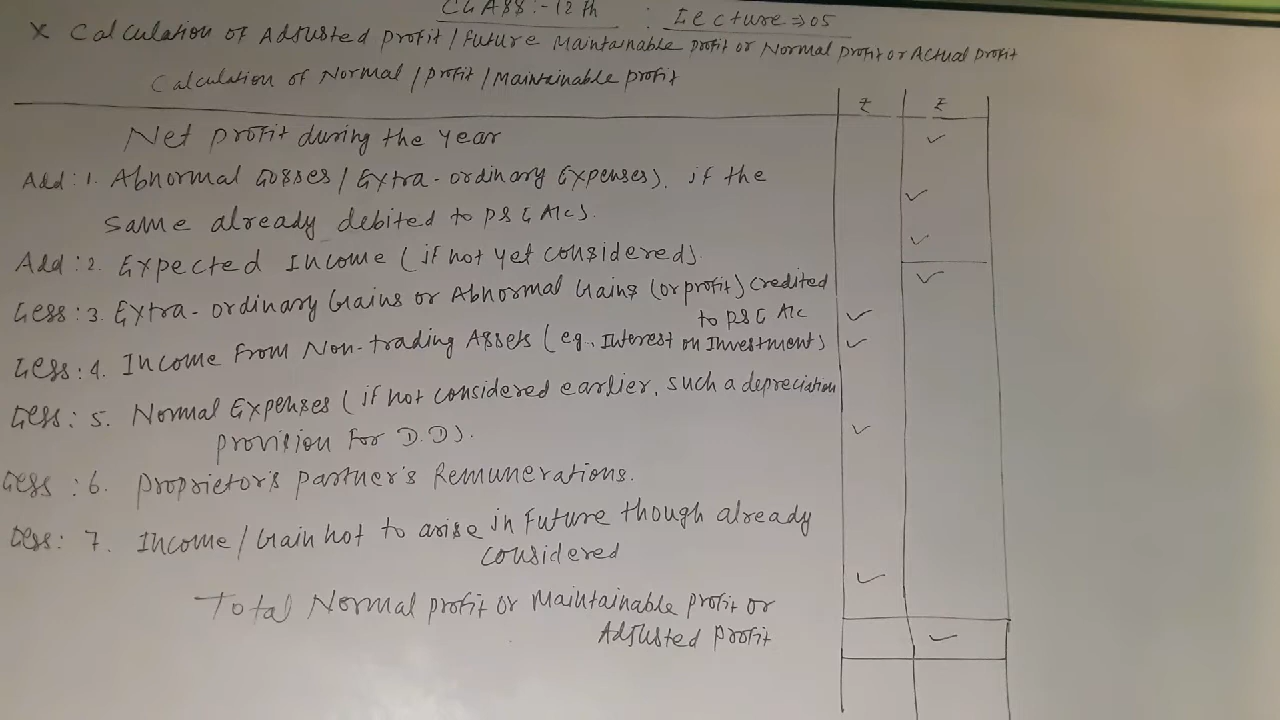 CLASS :- 12th : Lecture ⇒ 05
× Calculation of Adjusted profit / Future Maintainable profit or Normal profit or Actual profit
Calculation of Normal / profit / Maintainable profit
₹ ₹
Net profit during the year ✓
Add : 1. Abnormal Losses / Extra-ordinary Expenses). if the
same already debited to P&L A/c). ✓
Add : 2. Expected Income (if not yet considered). ✓
✓
Less : 3. Extra-ordinary Gains or Abnormal Gains (or profit) credited
to P&L A/c ✓
Less : 4. Income From Non-trading Assets (eg., Interest on Investments) ✓
Less : 5. Normal Expenses (if not considered earlier, such a depreciation
provision For D.D). ✓
Less : 6. Proprietor's partner's Remunerations.
Less : 7. Income / Gain not to arise in Future though already
considered ✓
Total Normal profit or Maintainable profit or
Adjusted profit ✓